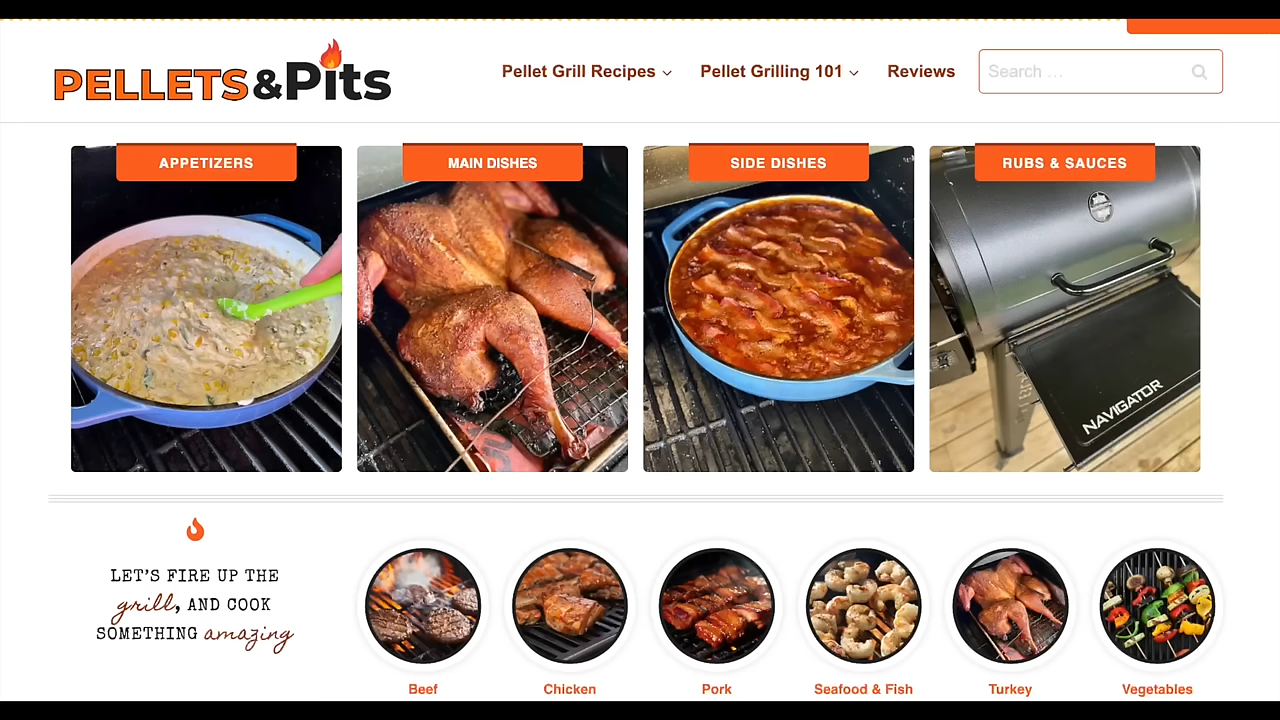 PELLETS&Pits
Pellet Grill Recipes
Pellet Grilling 101
Reviews
Search …
APPETIZERS
MAIN DISHES
SIDE DISHES
RUBS & SAUCES
NAVIGATOR
LET'S FIRE UP THE
grill, AND COOK
SOMETHING amazing
Beef
Chicken
Pork
Seafood & Fish
Turkey
Vegetables